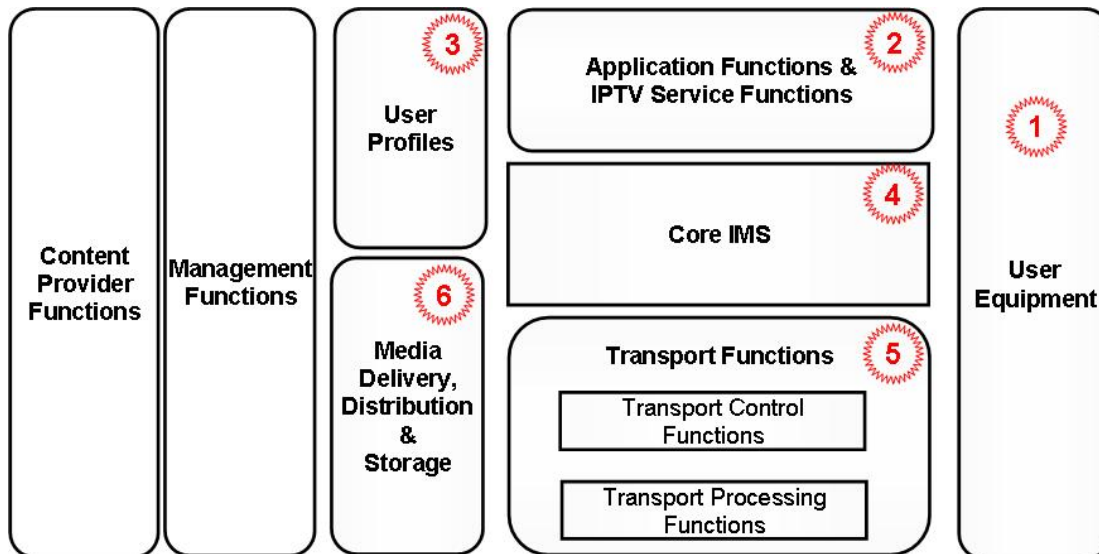 Content
Provider
Functions
Management
Functions
3
User
Profiles
6
Media
Delivery,
Distribution
&
Storage
2
Application Functions &
IPTV Service Functions
4
Core IMS
5
Transport Functions
Transport Control
Functions
Transport Processing
Functions
1
User
Equipment